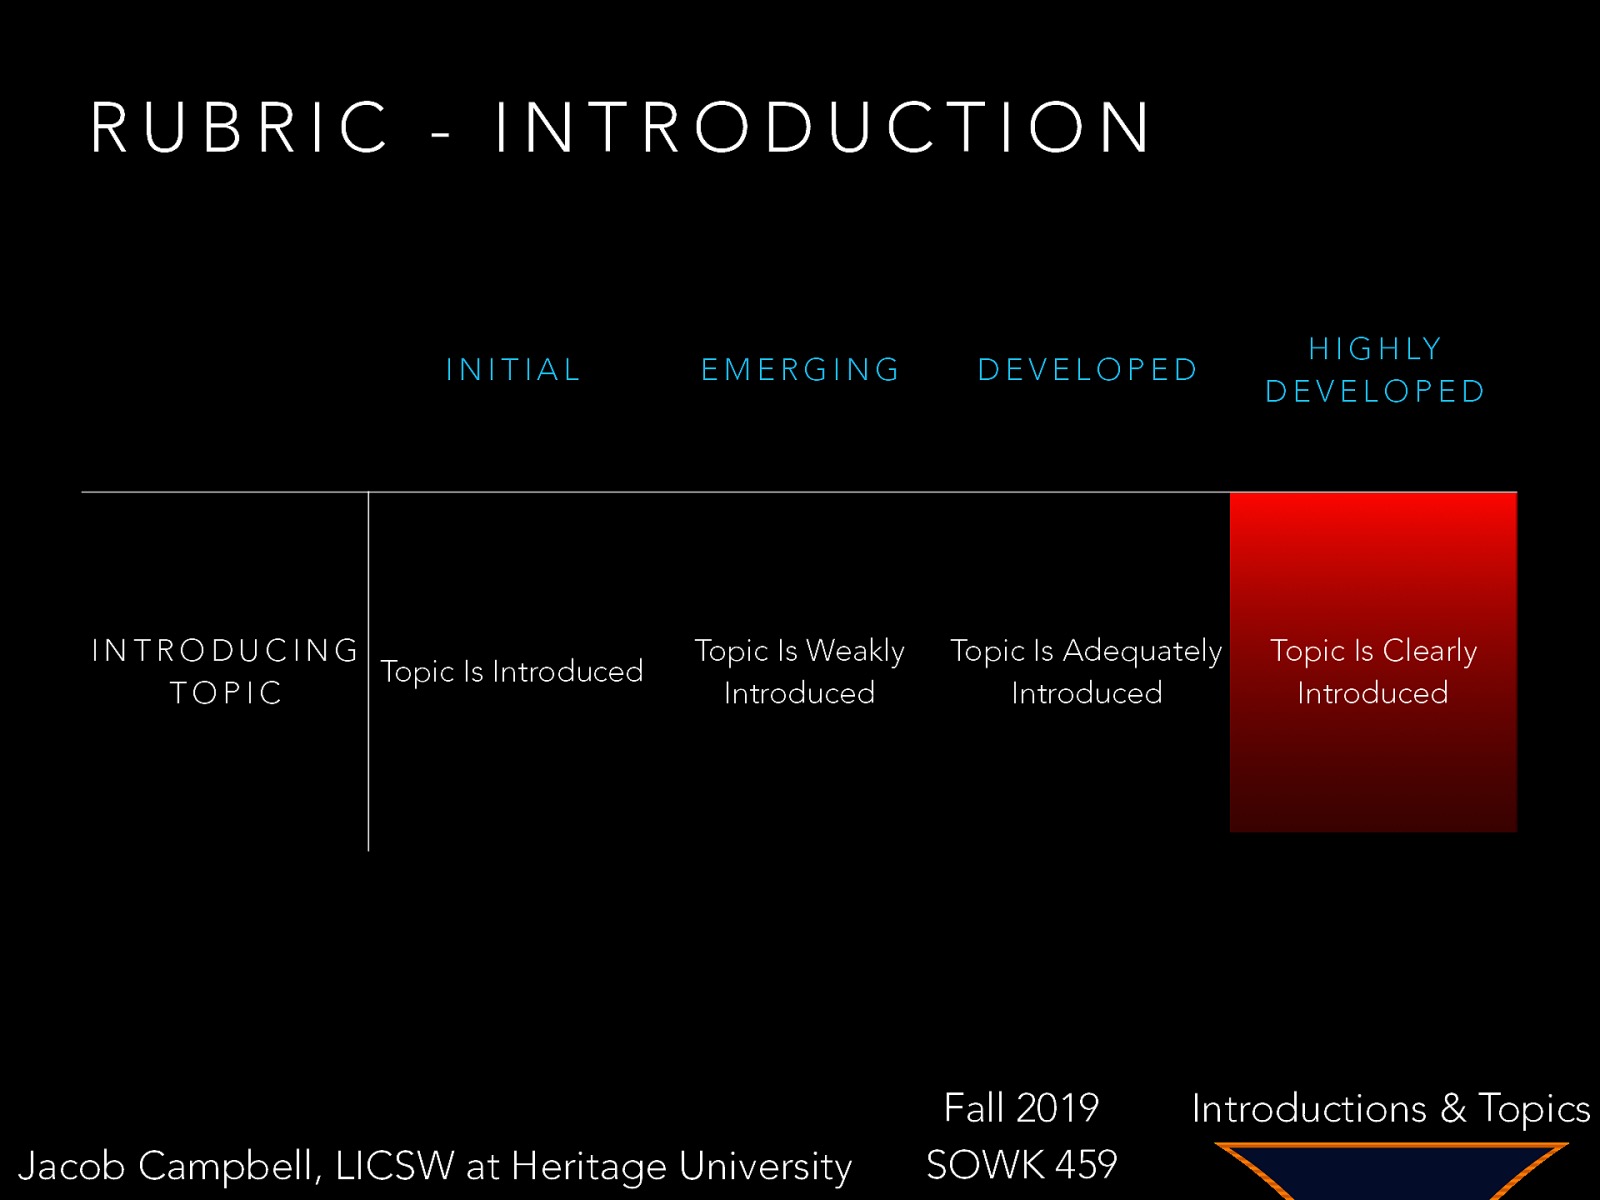 RUBRIC - INTRODUCTION
INITIAL
EMERGING
DEVELOPED
HIGHLY
DEVELOPED
INTRODUCING
TOPIC
Topic Is Introduced
Topic Is Weakly
Introduced
Topic Is Adequately
Introduced
Topic Is Clearly
Introduced
Jacob Campbell, LICSW at Heritage University
Fall 2019
SOWK 459
Introductions & Topics